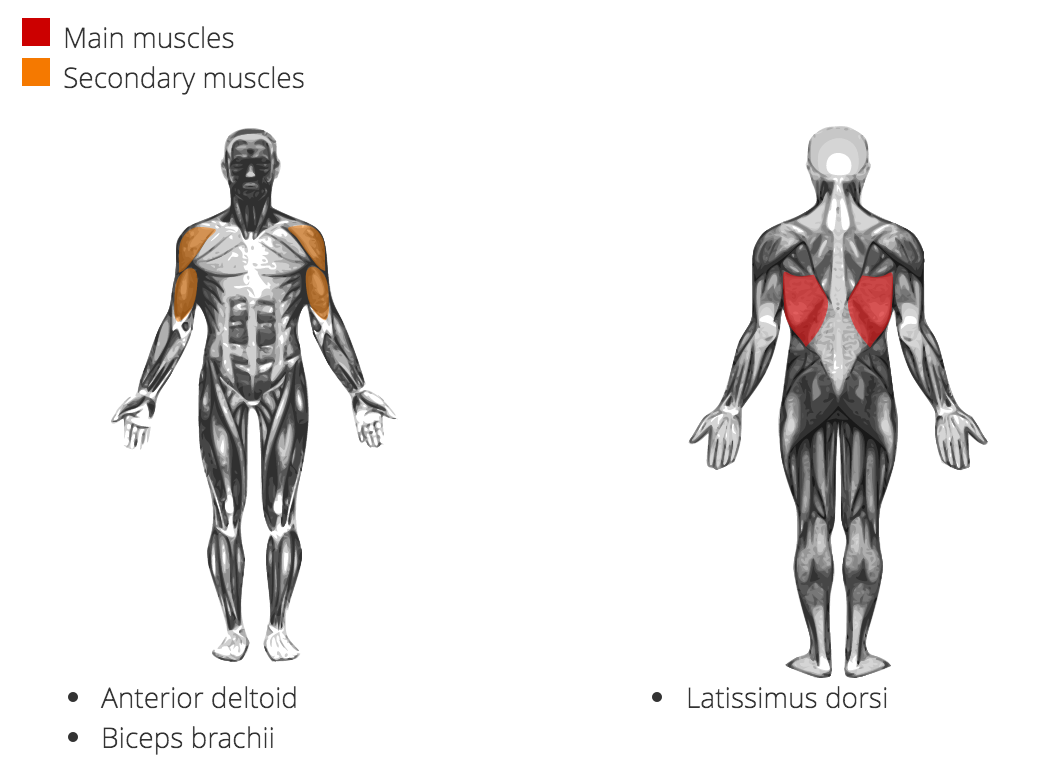 Main muscles
Secondary muscles
Anterior deltoid
Biceps brachii
Latissimus dorsi